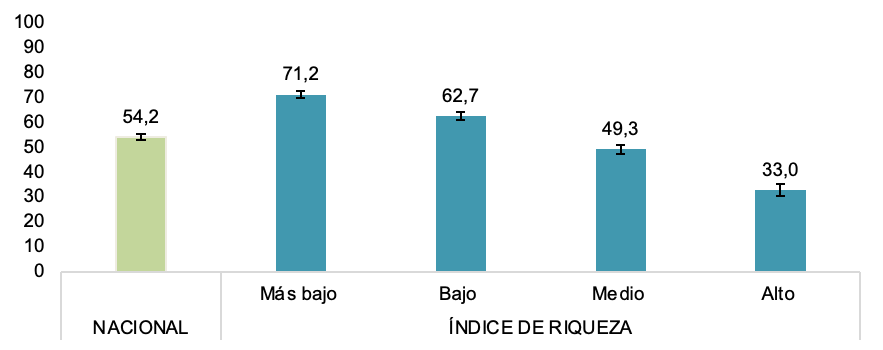 100
90
80
70
60
50
40
30
20
10
0
54,2
71,2
62,7
49,3
33,0
Más bajo
Bajo
Medio
Alto
NACIONAL
ÍNDICE DE RIQUEZA